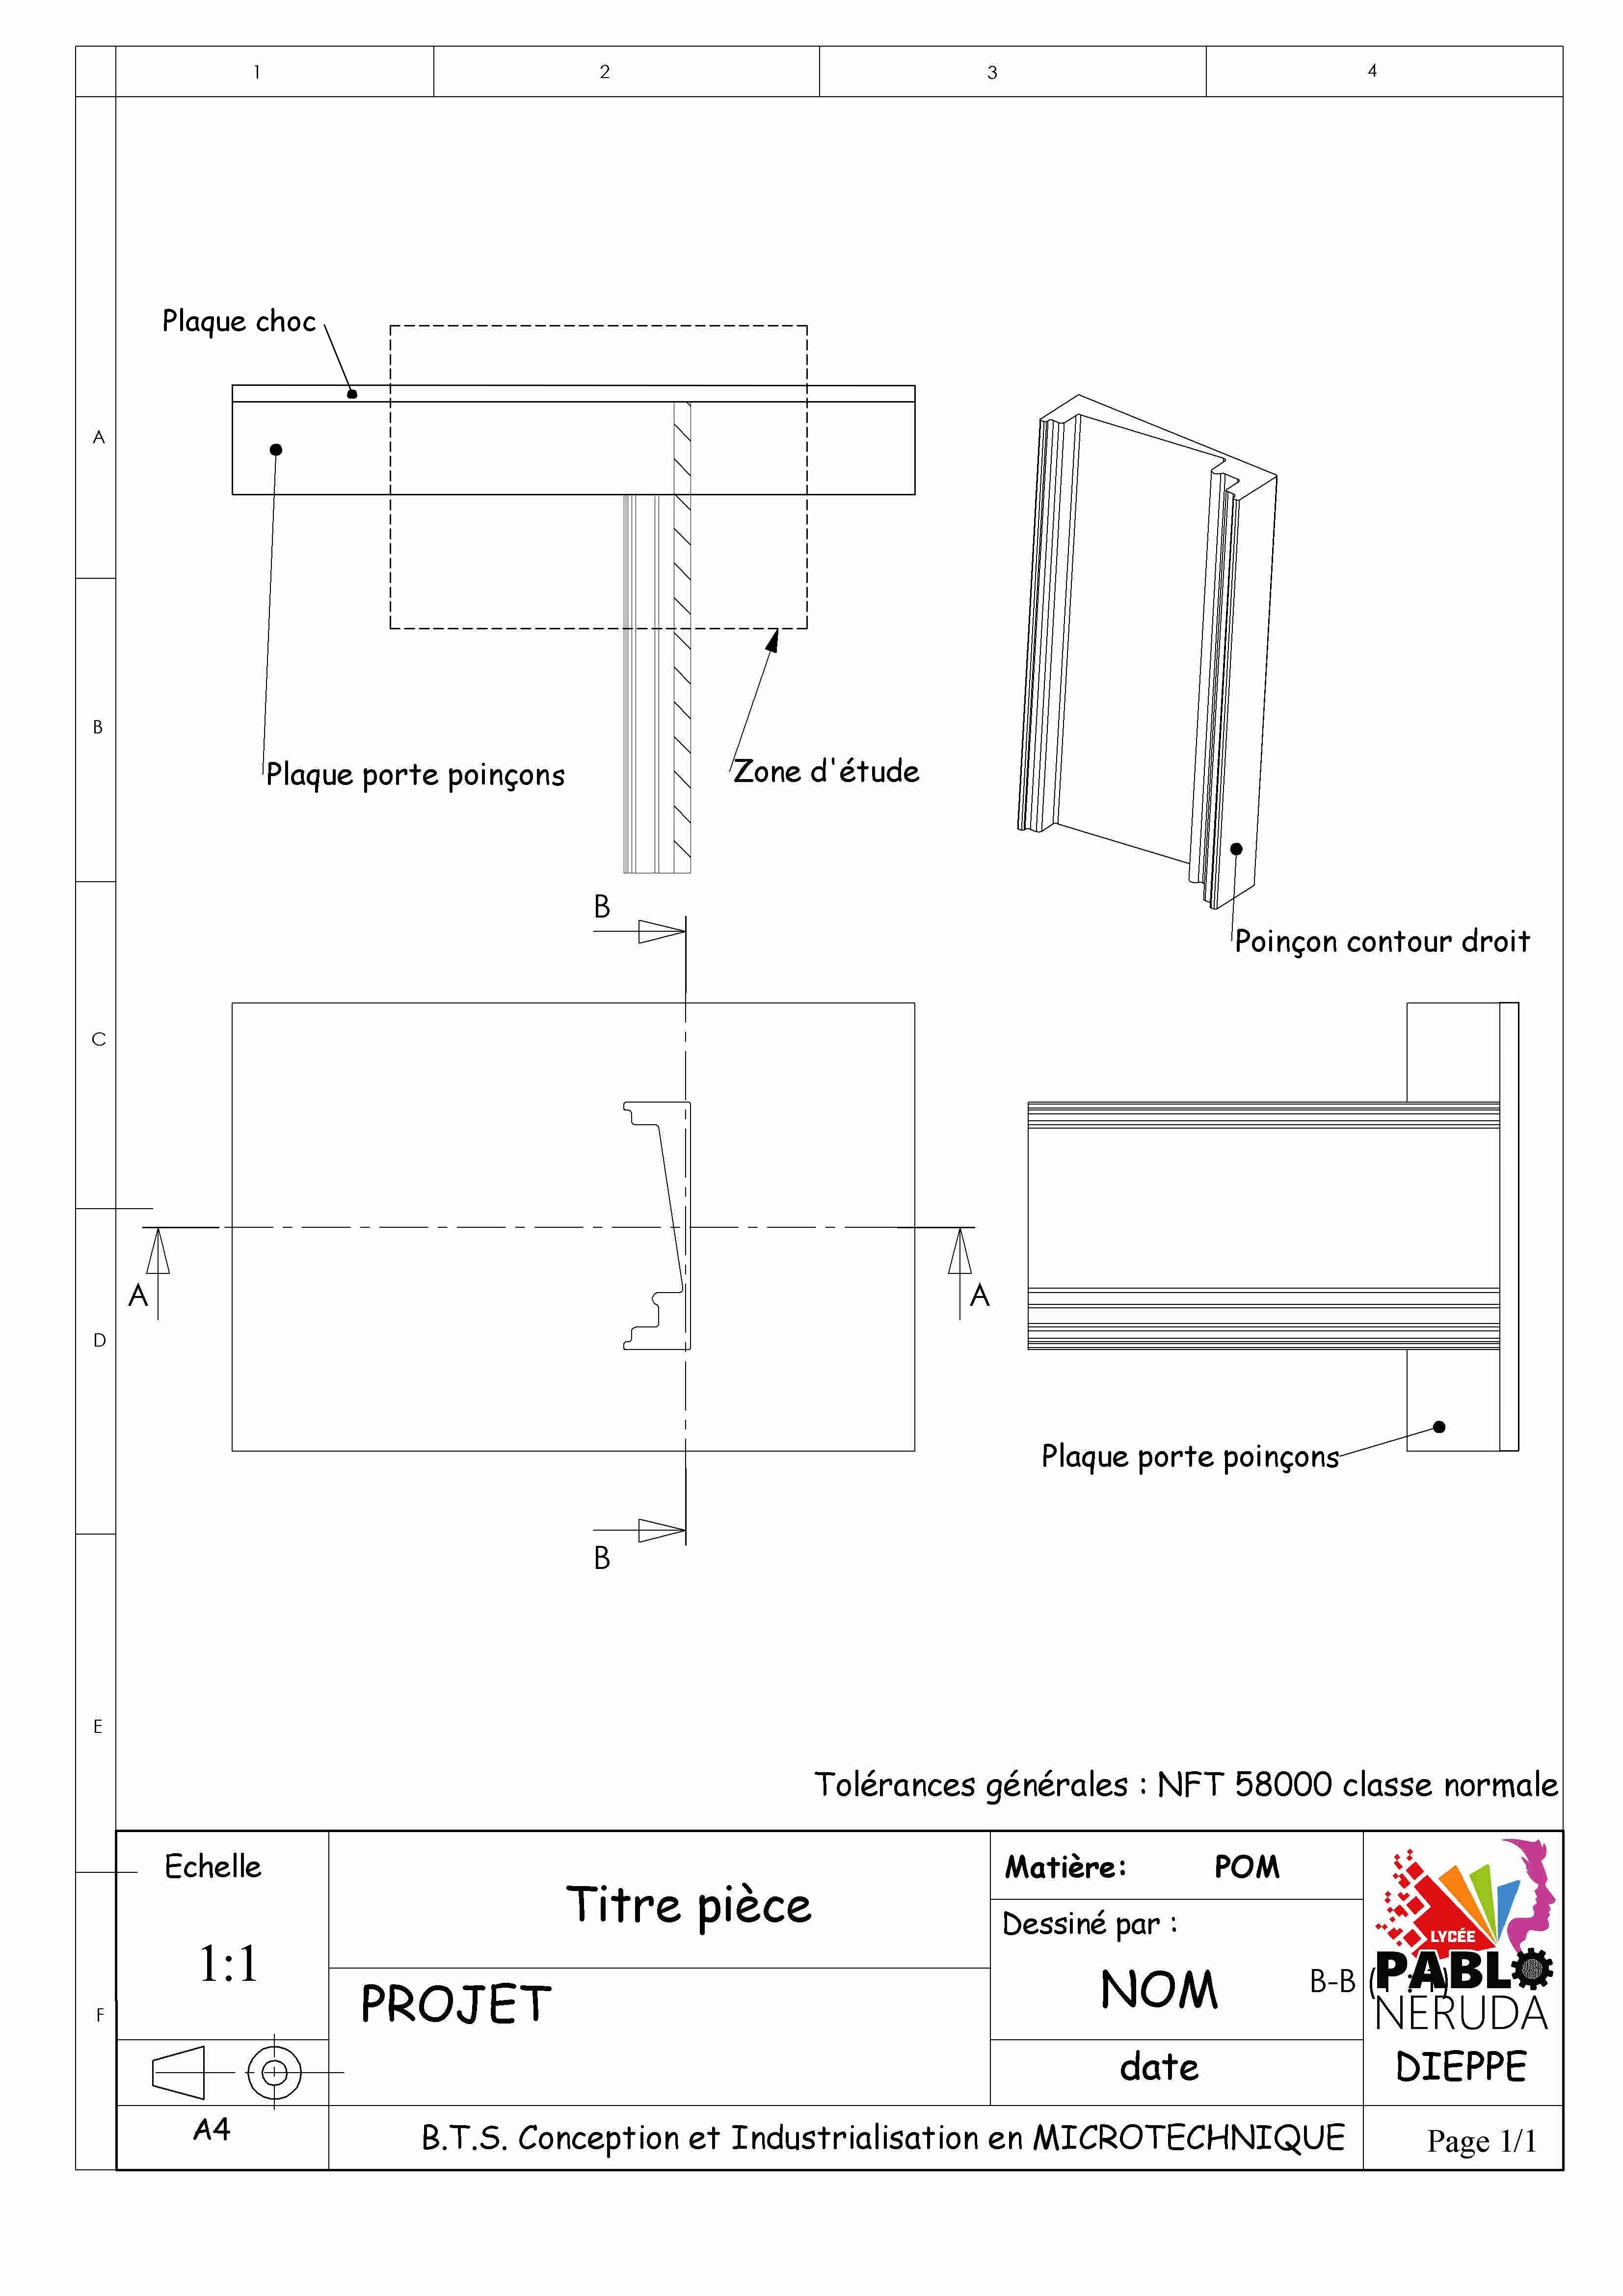 1 2 3 4
Plaque choc
A
B
Plaque porte poinçons
Zone d'étude
B
Poinçon contour droit
C
A
A
D
Plaque porte poinçons
B
E
Tolérances générales : NFT 58000 classe normale
Echelle
1:1
Titre pièce
PROJET
Matière: POM
Dessiné par :
NOM
B-B (1 : 1)
date
LYCÉE
PABLO
NERUDA
DIEPPE
F
A4
B.T.S. Conception et Industrialisation en MICROTECHNIQUE
Page 1/1